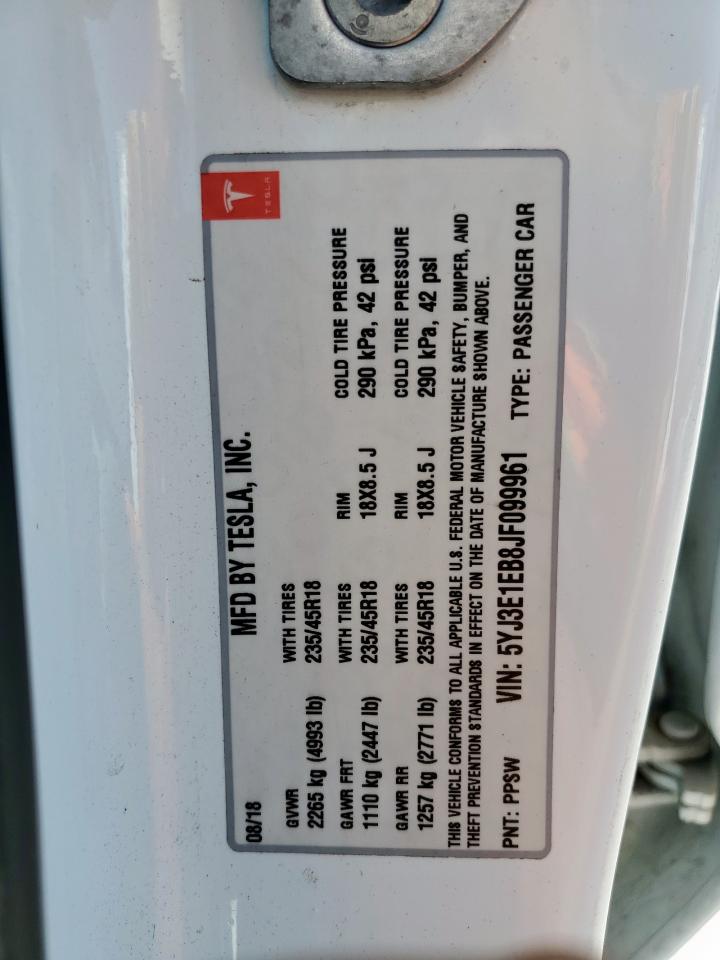 TESLA
08/18 MFD BY TESLA, INC.
GVWR WITH TIRES
2265 kg (4993 lb) 235/45R18
GAWR FRT WITH TIRES RIM COLD TIRE PRESSURE
1110 kg (2447 lb) 235/45R18 18X8.5 J 290 kPa, 42 psi
GAWR RR WITH TIRES RIM COLD TIRE PRESSURE
1257 kg (2771 lb) 235/45R18 18X8.5 J 290 kPa, 42 psi
THIS VEHICLE CONFORMS TO ALL APPLICABLE U.S. FEDERAL MOTOR VEHICLE SAFETY, BUMPER, AND
THEFT PREVENTION STANDARDS IN EFFECT ON THE DATE OF MANUFACTURE SHOWN ABOVE.
PNT: PPSW VIN: 5YJ3E1EB8JF099961 TYPE: PASSENGER CAR